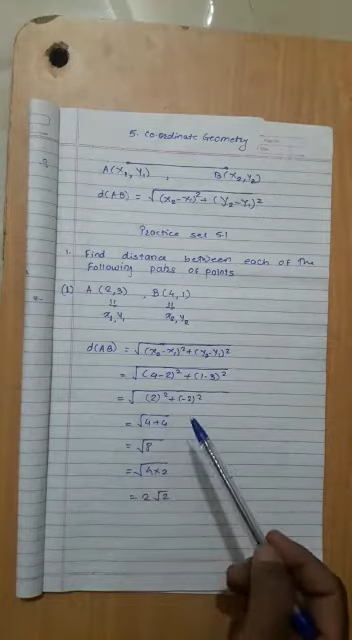 5. Co-ordinate Geometry
A(x₁, y₁) , B(x₂, y₂)
d(AB) = √(x₂-x₁)²+(y₂-y₁)²
Practice set 5.1
1. Find distance between each of the
following pairs of points
(1) A (2,3) , B(4,1)
x₁,y₁ x₂,y₂
d(AB) = √(x₂-x₁)²+(y₂-y₁)²
= √(4-2)²+(1-3)²
= √(2)²+(-2)²
= √4+4
= √8
= √4×2
= 2√2